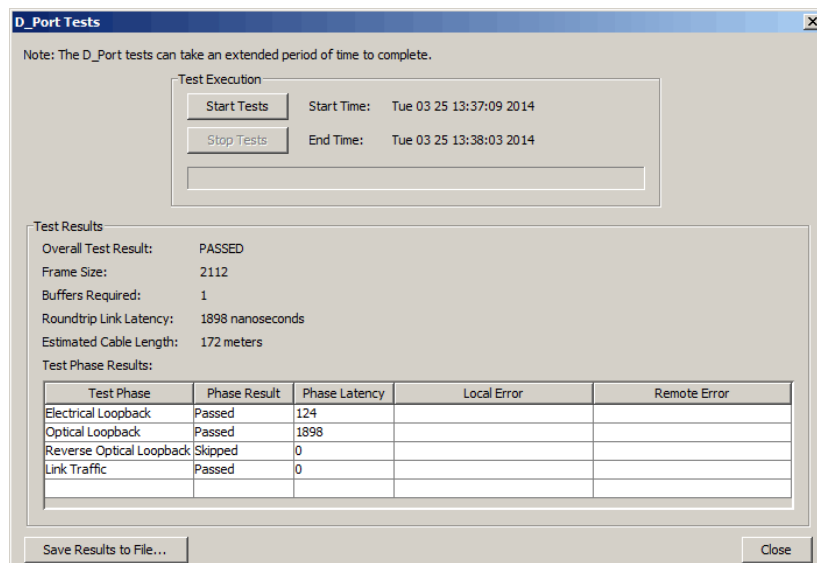 D_Port Tests
Note: The D_Port tests can take an extended period of time to complete.
Test Execution
Start Tests Start Time: Tue 03 25 13:37:09 2014
Stop Tests End Time: Tue 03 25 13:38:03 2014
Test Results
Overall Test Result: PASSED
Frame Size: 2112
Buffers Required: 1
Roundtrip Link Latency: 1898 nanoseconds
Estimated Cable Length: 172 meters
Test Phase Results:
Test Phase Phase Result Phase Latency Local Error Remote Error
Electrical Loopback Passed 124
Optical Loopback Passed 1898
Reverse Optical Loopback Skipped 0
Link Traffic Passed 0
Save Results to File... Close